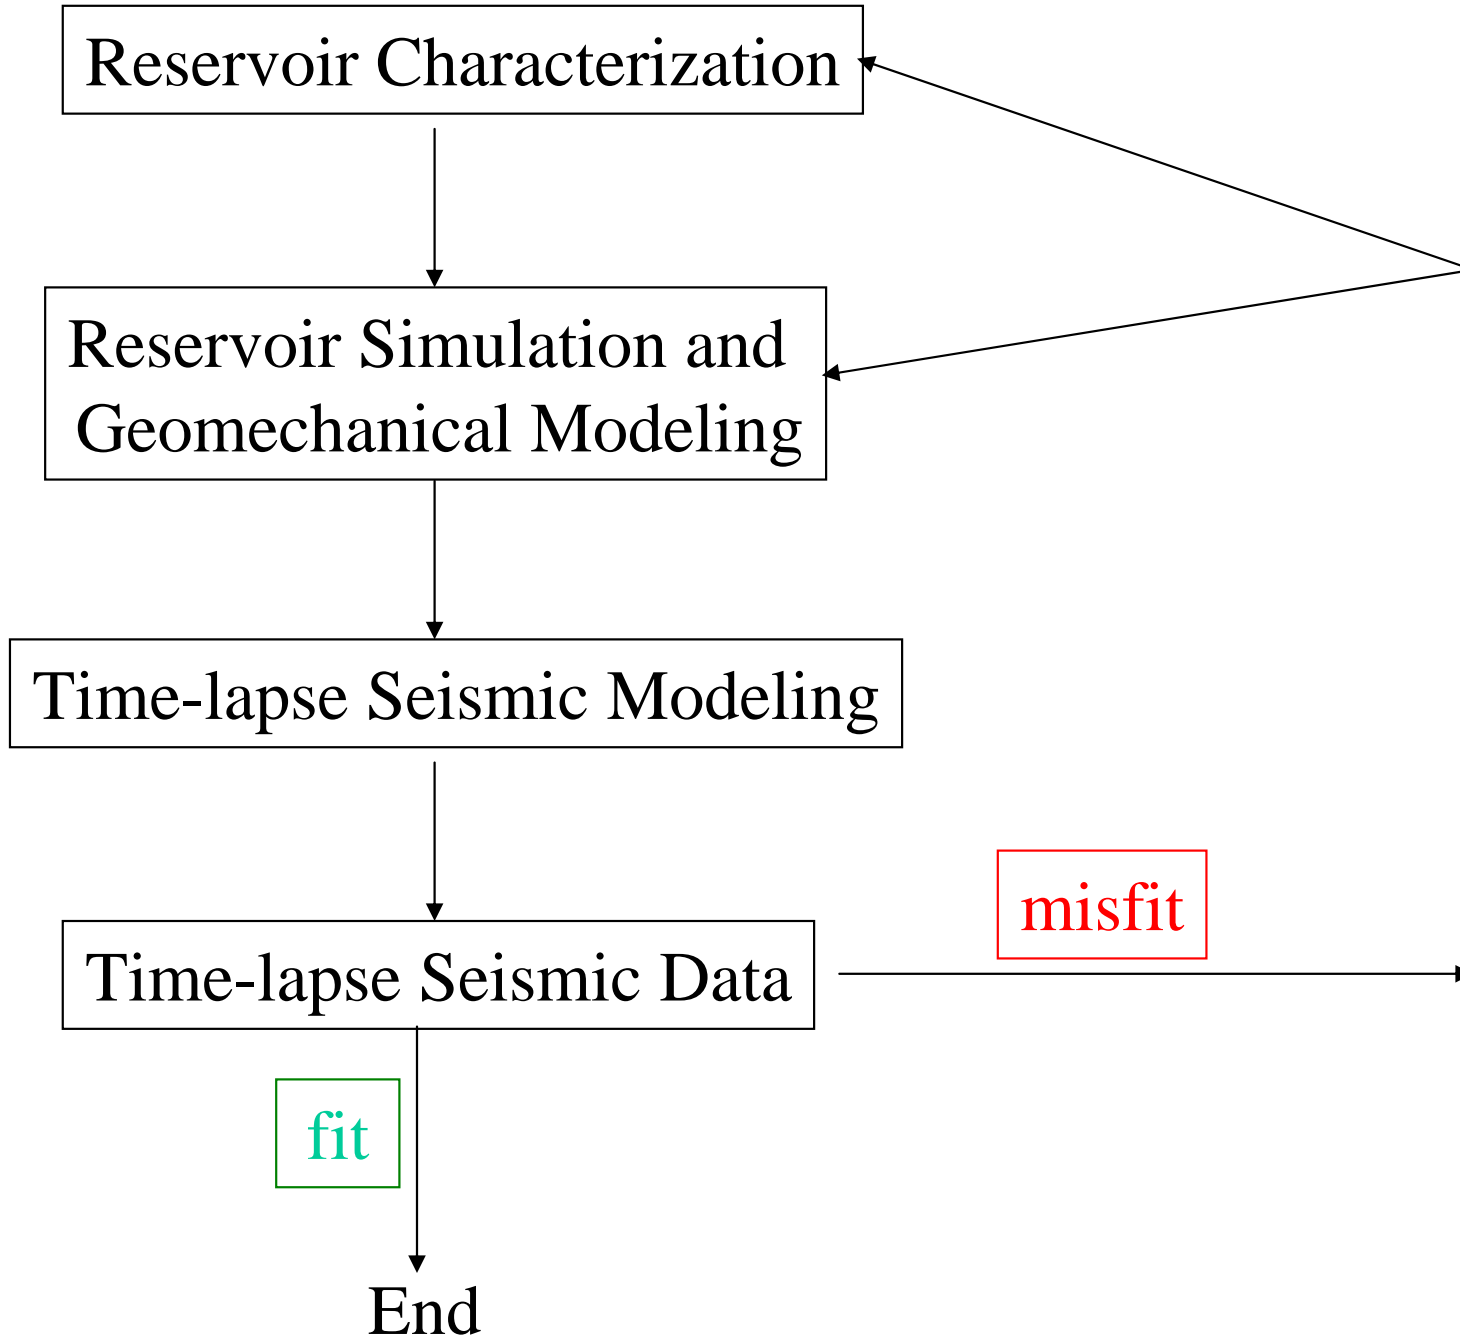 Reservoir Characterization
Reservoir Simulation and
Geomechanical Modeling
Time-lapse Seismic Modeling
misfit
Time-lapse Seismic Data
fit
End